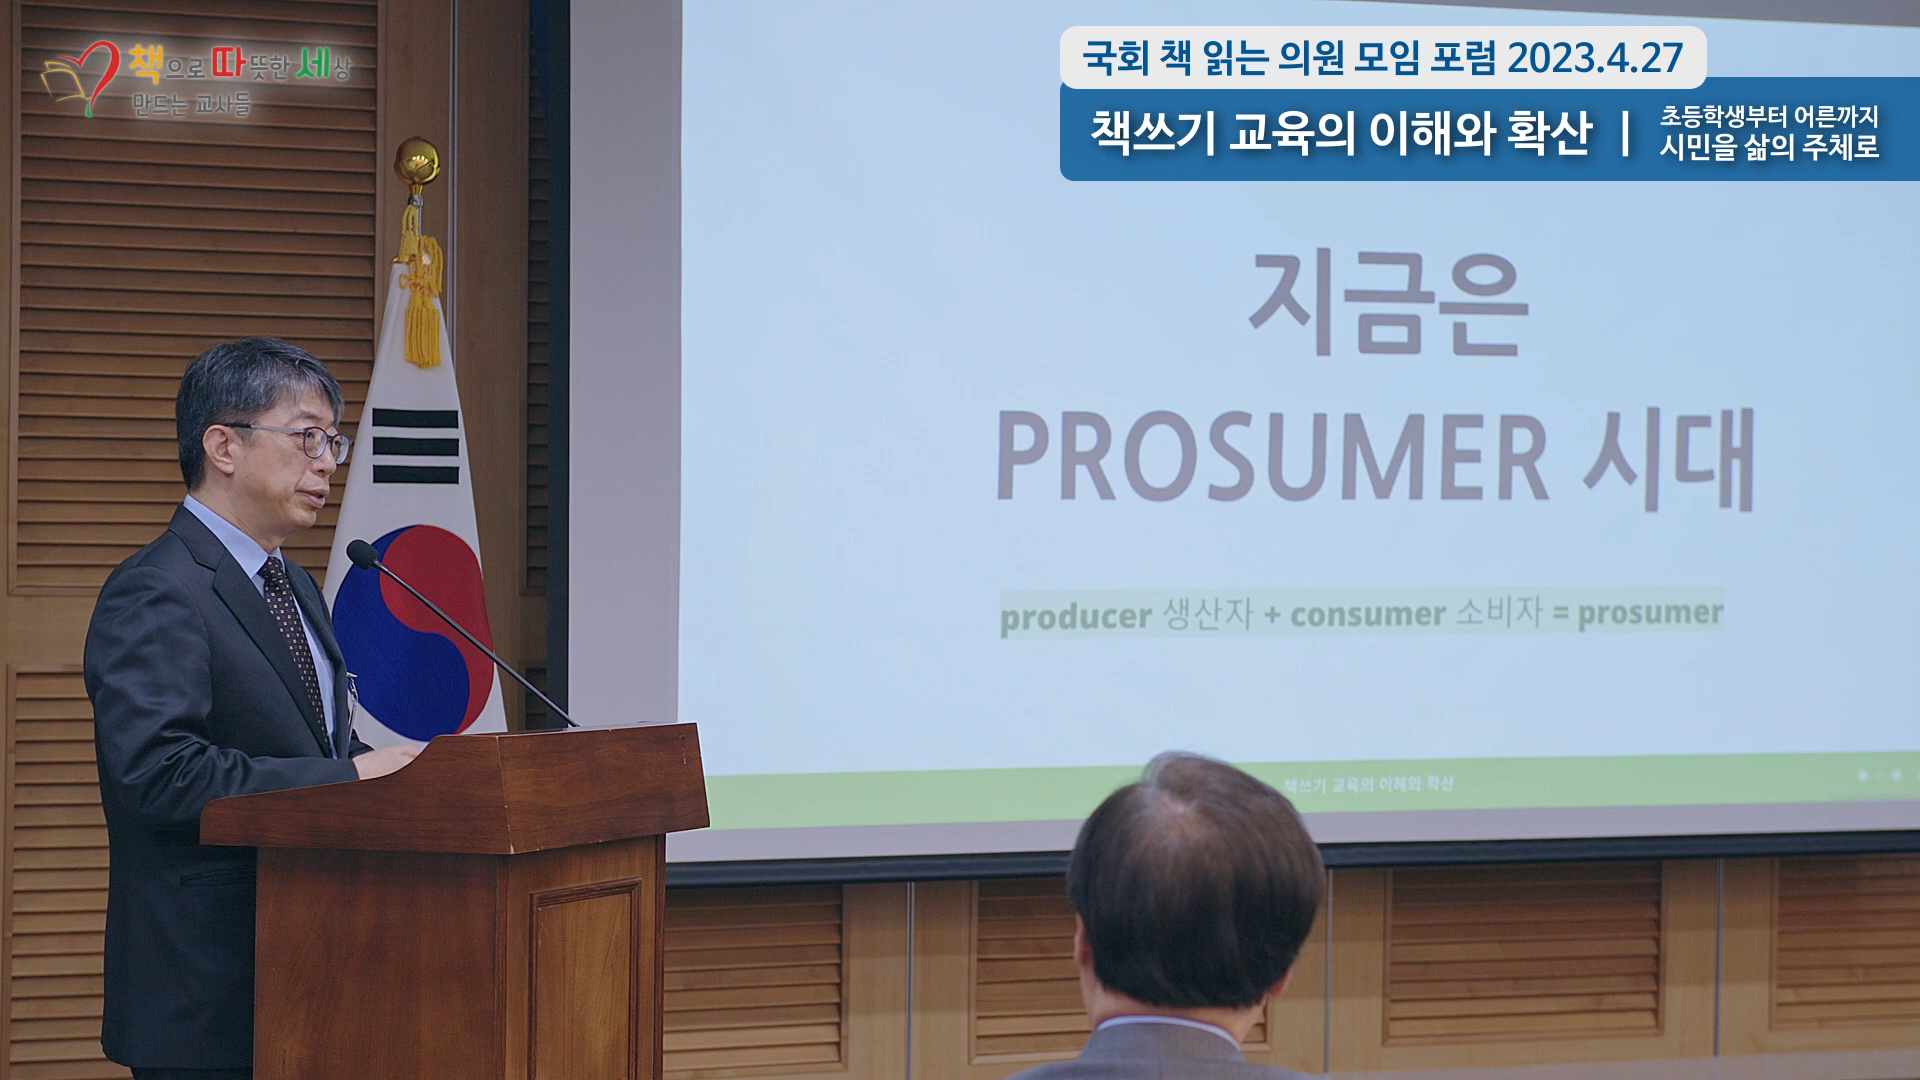 책으로 따뜻한 세상
만드는 교사들
국회 책 읽는 의원 모임 포럼 2023.4.27
책쓰기 교육의 이해와 확산 | 초등학생부터 어른까지
시민을 삶의 주체로
지금은
PROSUMER 시대
producer 생산자 + consumer 소비자 = prosumer
책쓰기 교육의 이해와 확산